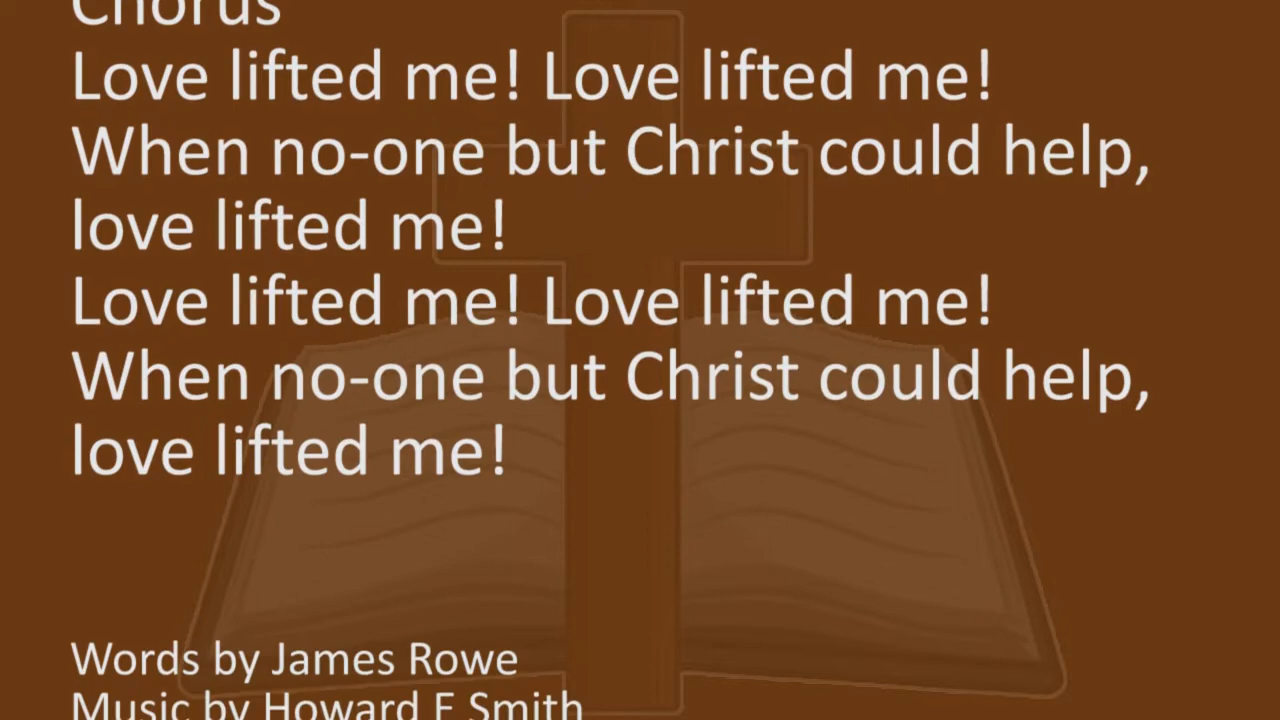 Chorus
Love lifted me! Love lifted me!
When no-one but Christ could help,
love lifted me!
Love lifted me! Love lifted me!
When no-one but Christ could help,
love lifted me!
Words by James Rowe
Music by Howard E Smith